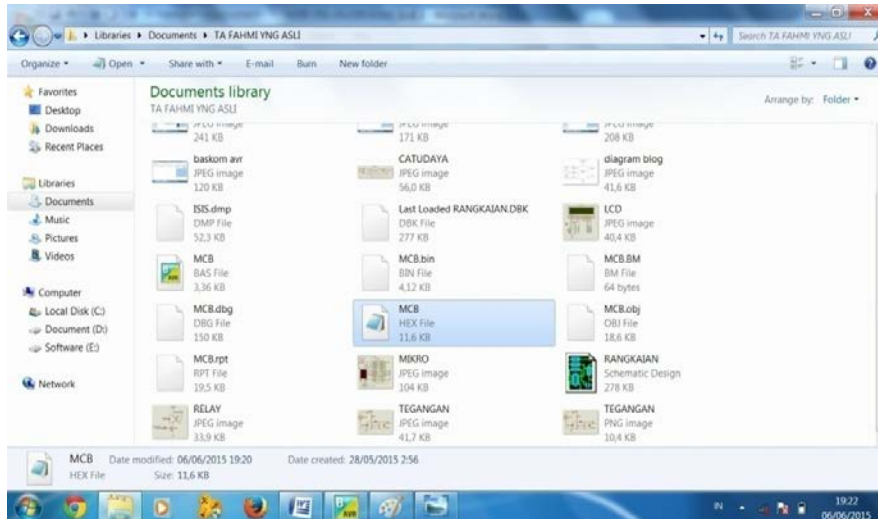 Libraries ▸ Documents ▸ TA FAHMI YNG ASLI
Search TA FAHMI YNG ASLI
Organize Open Share with E-mail Burn New folder
Favorites
Desktop
Downloads
Recent Places
Libraries
Documents
Music
Pictures
Videos
Computer
Local Disk (C:)
Document (D:)
Software (E:)
Network
Documents library
TA FAHMI YNG ASLI
Arrange by: Folder
JPEG image
241 KB
JPEG image
171 KB
JPEG image
208 KB
baskom avr
JPEG image
120 KB
CATUDAYA
JPEG image
56,0 KB
diagram blog
JPEG image
41,6 KB
ISIS.dmp
DMP File
52,3 KB
Last Loaded RANGKAIAN.DBK
DBK File
277 KB
LCD
JPEG image
40,4 KB
MCB
BAS File
3,36 KB
MCB.bin
BIN File
4,12 KB
MCB.BM
BM File
64 bytes
MCB.dbg
DBG File
150 KB
MCB
HEX File
11,6 KB
MCB.obj
OBJ File
18,6 KB
MCB.rpt
RPT File
19,5 KB
MIKRO
JPEG image
104 KB
RANGKAIAN
Schematic Design
278 KB
RELAY
JPEG image
33,9 KB
TEGANGAN
JPEG image
41,7 KB
TEGANGAN
PNG image
10,4 KB
MCB Date modified: 06/06/2015 19:20 Date created: 28/05/2015 2:56
HEX File Size: 11,6 KB
AVR
IN
19:22
06/06/2015